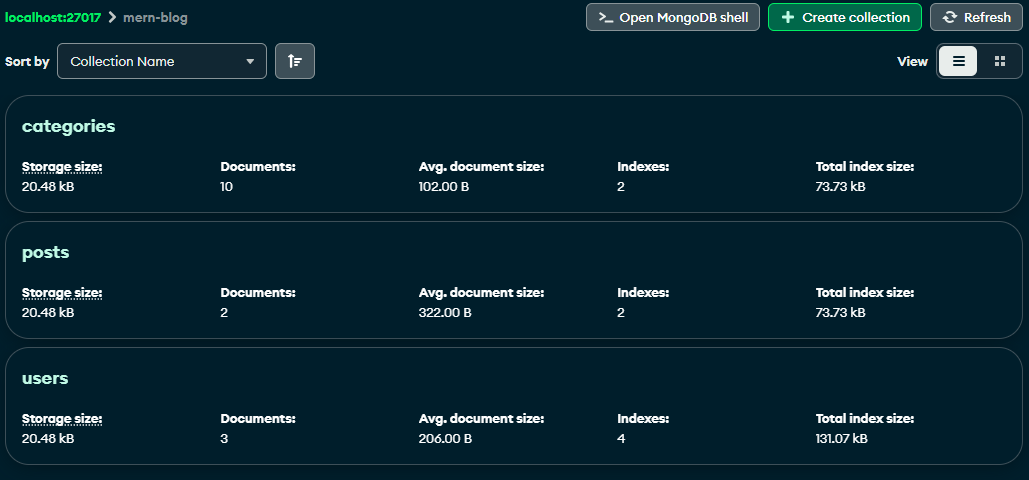 localhost:27017 > mern-blog
>_ Open MongoDB shell
+ Create collection
Refresh
Sort by
Collection Name
View
categories
Storage size: Documents: Avg. document size: Indexes: Total index size:
20.48 kB 10 102.00 B 2 73.73 kB
posts
Storage size: Documents: Avg. document size: Indexes: Total index size:
20.48 kB 2 322.00 B 2 73.73 kB
users
Storage size: Documents: Avg. document size: Indexes: Total index size:
20.48 kB 3 206.00 B 4 131.07 kB